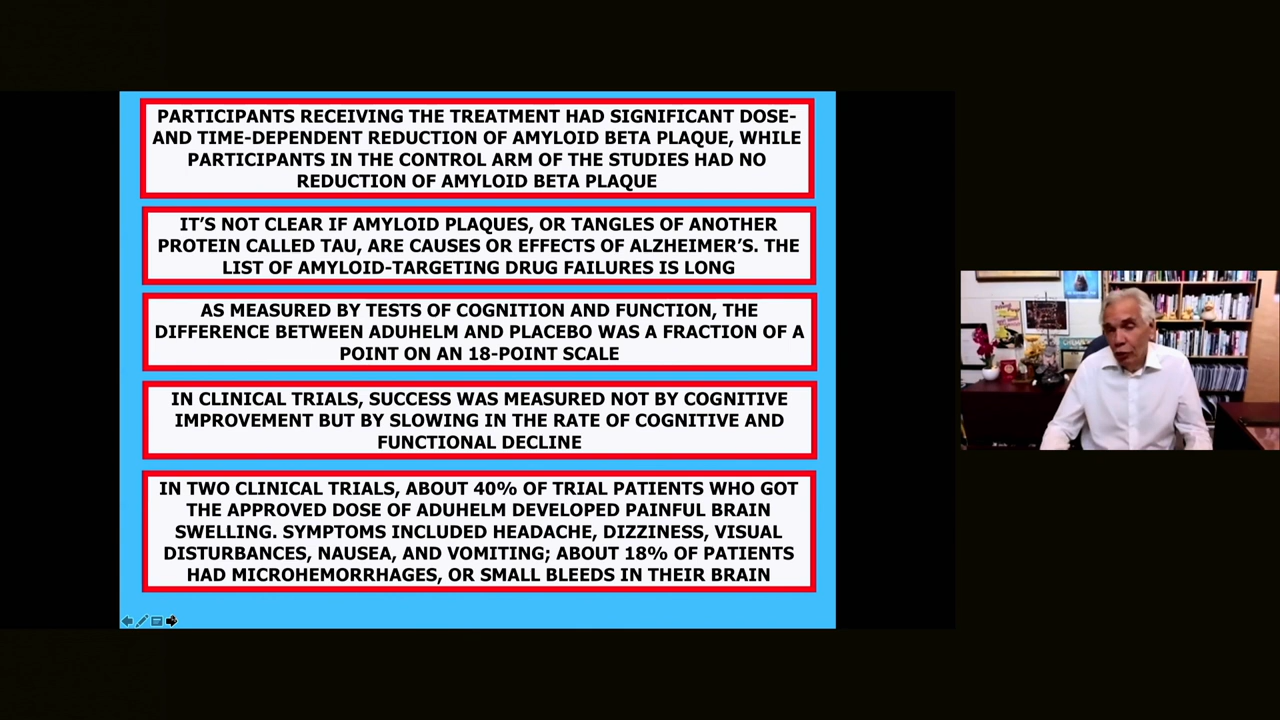 PARTICIPANTS RECEIVING THE TREATMENT HAD SIGNIFICANT DOSE-
AND TIME-DEPENDENT REDUCTION OF AMYLOID BETA PLAQUE, WHILE
PARTICIPANTS IN THE CONTROL ARM OF THE STUDIES HAD NO
REDUCTION OF AMYLOID BETA PLAQUE
IT’S NOT CLEAR IF AMYLOID PLAQUES, OR TANGLES OF ANOTHER
PROTEIN CALLED TAU, ARE CAUSES OR EFFECTS OF ALZHEIMER’S. THE
LIST OF AMYLOID-TARGETING DRUG FAILURES IS LONG
AS MEASURED BY TESTS OF COGNITION AND FUNCTION, THE
DIFFERENCE BETWEEN ADUHELM AND PLACEBO WAS A FRACTION OF A
POINT ON AN 18-POINT SCALE
IN CLINICAL TRIALS, SUCCESS WAS MEASURED NOT BY COGNITIVE
IMPROVEMENT BUT BY SLOWING IN THE RATE OF COGNITIVE AND
FUNCTIONAL DECLINE
IN TWO CLINICAL TRIALS, ABOUT 40% OF TRIAL PATIENTS WHO GOT
THE APPROVED DOSE OF ADUHELM DEVELOPED PAINFUL BRAIN
SWELLING. SYMPTOMS INCLUDED HEADACHE, DIZZINESS, VISUAL
DISTURBANCES, NAUSEA, AND VOMITING; ABOUT 18% OF PATIENTS
HAD MICROHEMORRHAGES, OR SMALL BLEEDS IN THEIR BRAIN